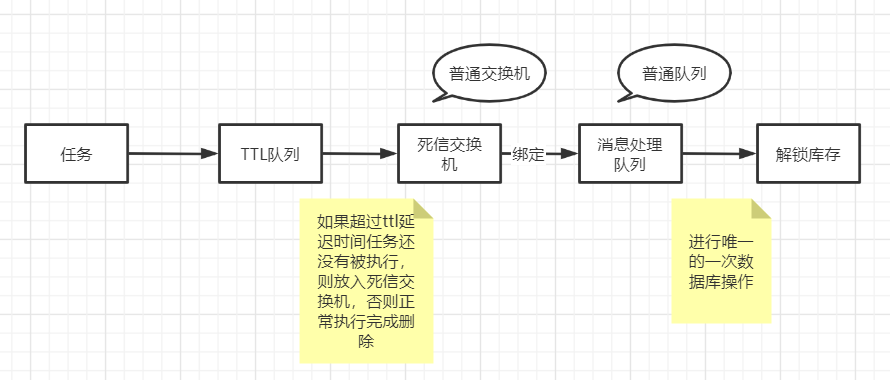 普通交换机
普通队列
任务
TTL队列
死信交换
机
绑定
消息处理
队列
解锁库存
如果超过ttl延
迟时间任务还
没有被执行，
则放入死信交
换机，否则正
常执行完成删
除
进行唯一
的一次数
据库操作